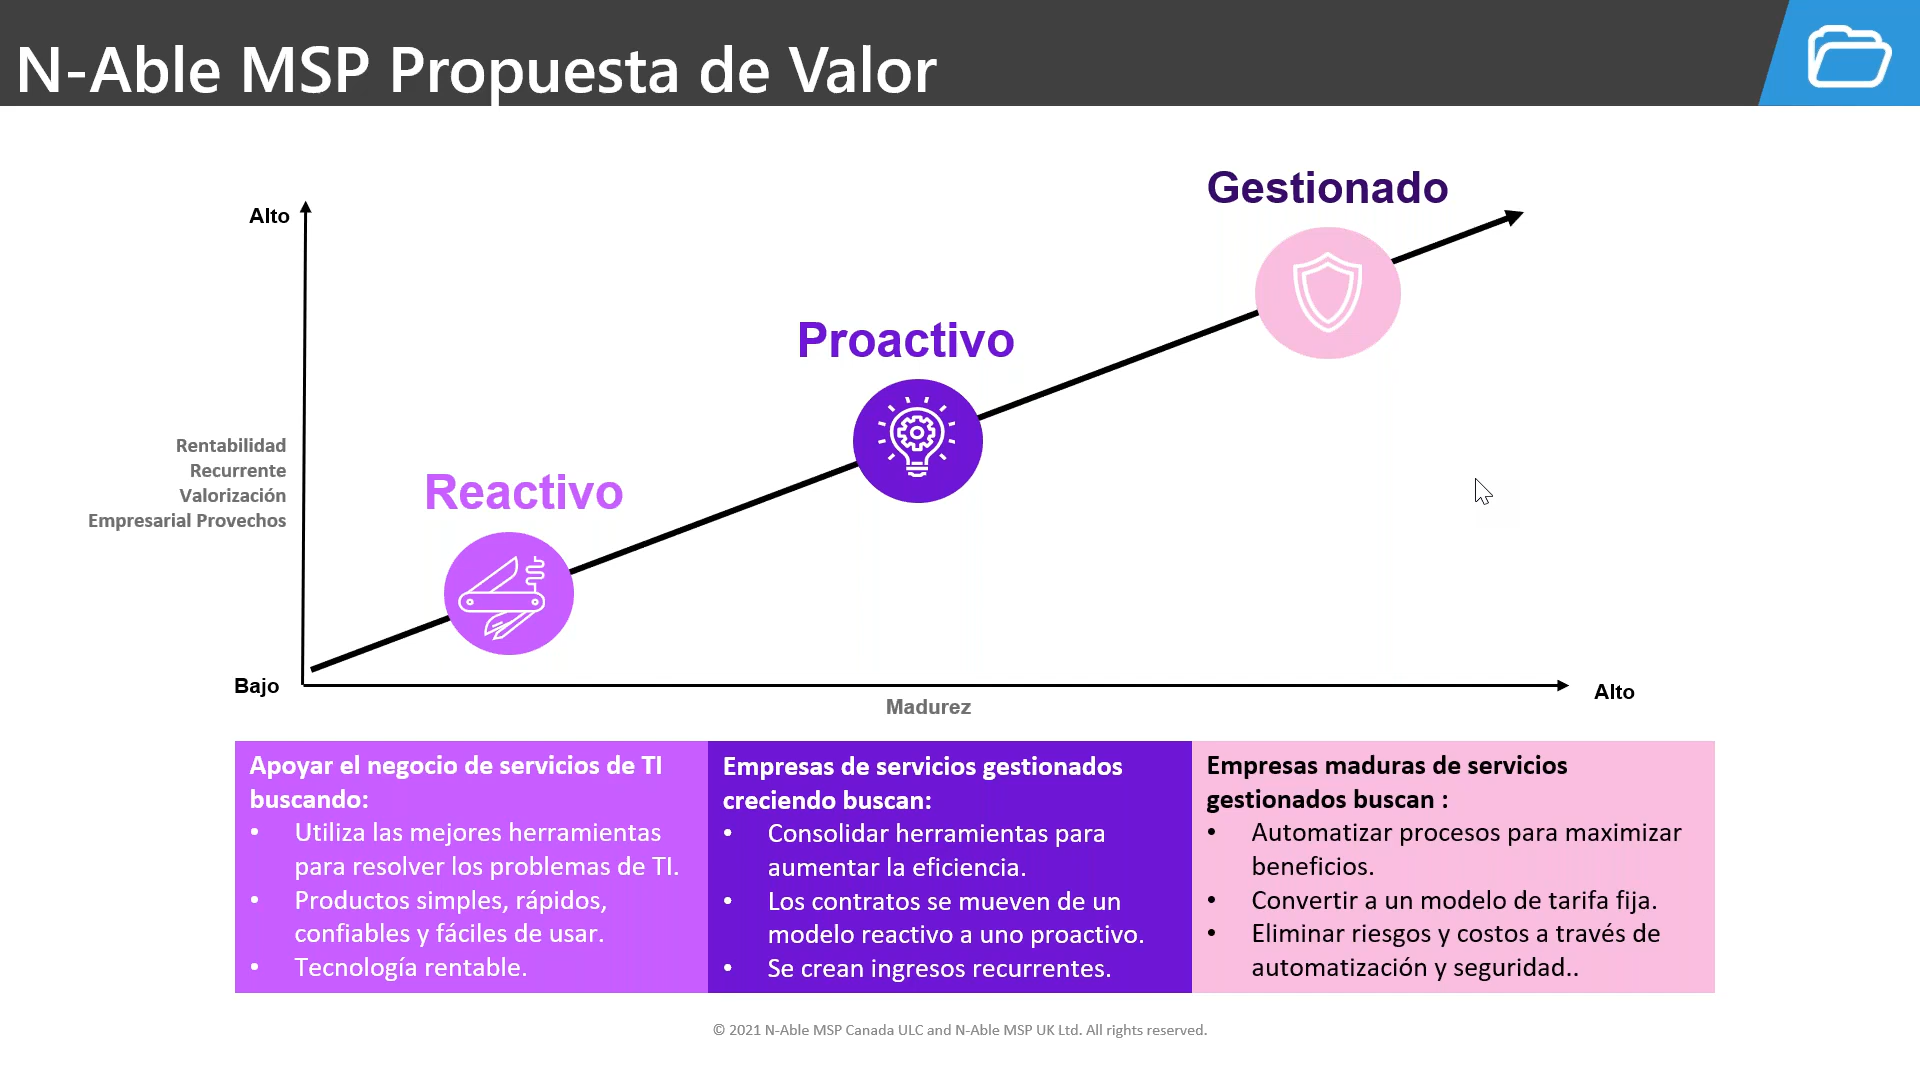 N-Able MSP Propuesta de Valor
Gestionado
Alto
Proactivo
Rentabilidad
Recurrente
Valorización
Empresarial Provechos
Reactivo
Bajo
Alto
Madurez
Apoyar el negocio de servicios de TI
buscando:
• Utiliza las mejores herramientas
para resolver los problemas de TI.
• Productos simples, rápidos,
confiables y fáciles de usar.
• Tecnología rentable.
Empresas de servicios gestionados
creciendo buscan:
• Consolidar herramientas para
aumentar la eficiencia.
• Los contratos se mueven de un
modelo reactivo a uno proactivo.
• Se crean ingresos recurrentes.
Empresas maduras de servicios
gestionados buscan :
• Automatizar procesos para maximizar
beneficios.
• Convertir a un modelo de tarifa fija.
• Eliminar riesgos y costos a través de
automatización y seguridad..
© 2021 N-Able MSP Canada ULC and N-Able MSP UK Ltd. All rights reserved.